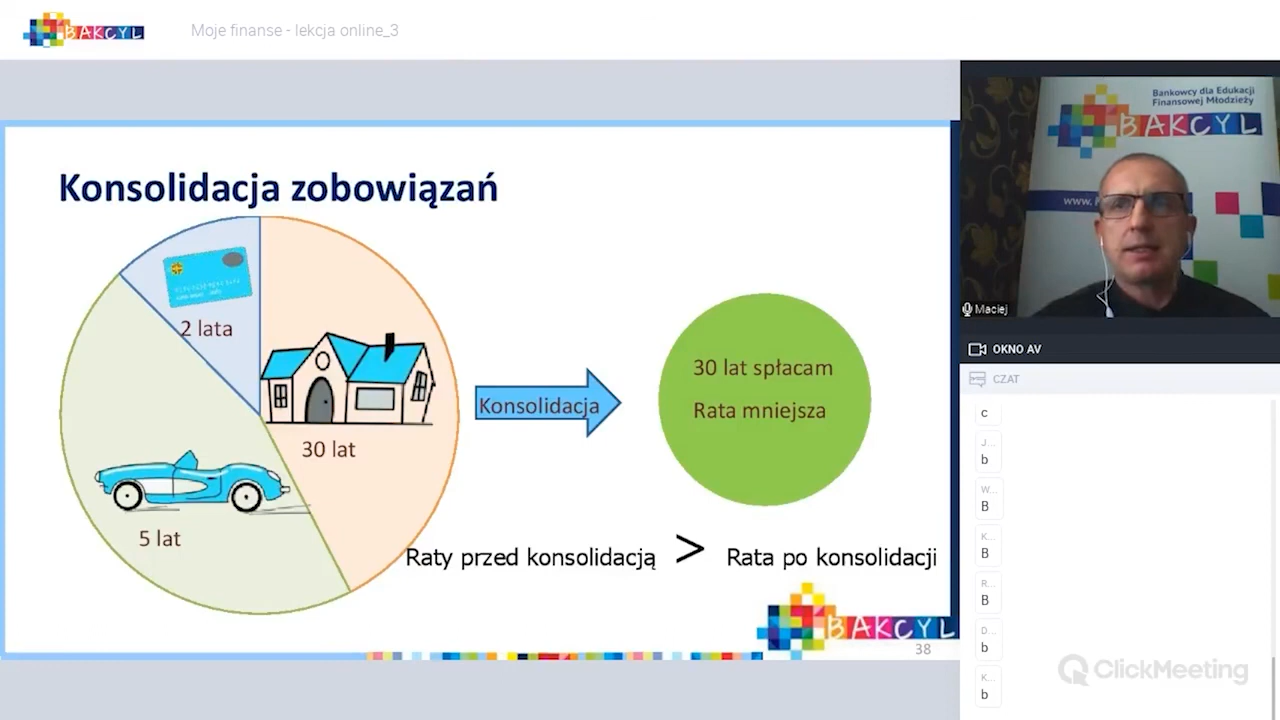 BAKCYL
Moje finanse - lekcja online_3
Konsolidacja zobowiązań
2 lata
30 lat
5 lat
Konsolidacja
30 lat spłacam
Rata mniejsza
Raty przed konsolidacją > Rata po konsolidacji
BAKCYL
38
Bankowcy dla Edukacji
Finansowej Młodzieży
BAKCYL
www.
Maciej
OKNO AV
CZAT
c
J...
b
W...
B
K...
B
R...
B
D...
b
K...
b
ClickMeeting